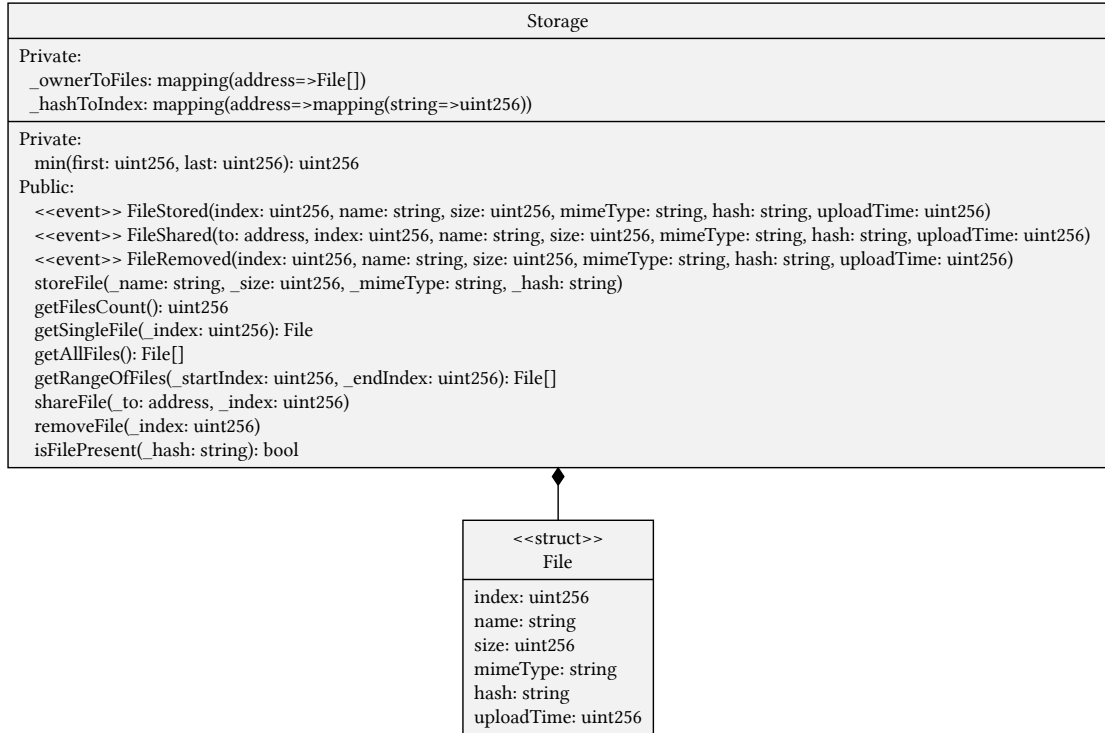 Storage
Private:
_ownerToFiles: mapping(address=>File[])
_hashToIndex: mapping(address=>mapping(string=>uint256))
Private:
min(first: uint256, last: uint256): uint256
Public:
<<event>> FileStored(index: uint256, name: string, size: uint256, mimeType: string, hash: string, uploadTime: uint256)
<<event>> FileShared(to: address, index: uint256, name: string, size: uint256, mimeType: string, hash: string, uploadTime: uint256)
<<event>> FileRemoved(index: uint256, name: string, size: uint256, mimeType: string, hash: string, uploadTime: uint256)
storeFile(_name: string, _size: uint256, _mimeType: string, _hash: string)
getFilesCount(): uint256
getSingleFile(_index: uint256): File
getAllFiles(): File[]
getRangeOfFiles(_startIndex: uint256, _endIndex: uint256): File[]
shareFile(_to: address, _index: uint256)
removeFile(_index: uint256)
isFilePresent(_hash: string): bool
<<struct>>
File
index: uint256
name: string
size: uint256
mimeType: string
hash: string
uploadTime: uint256